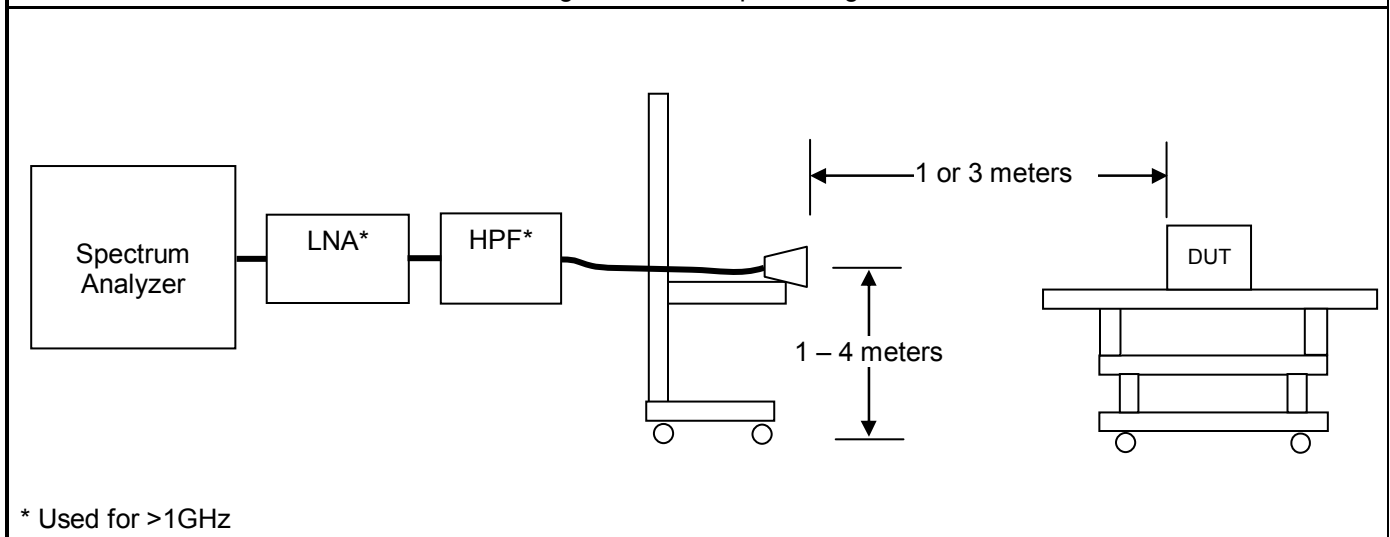 Spectrum
Analyzer
LNA*
HPF*
1 or 3 meters
DUT
1 – 4 meters
* Used for >1GHz